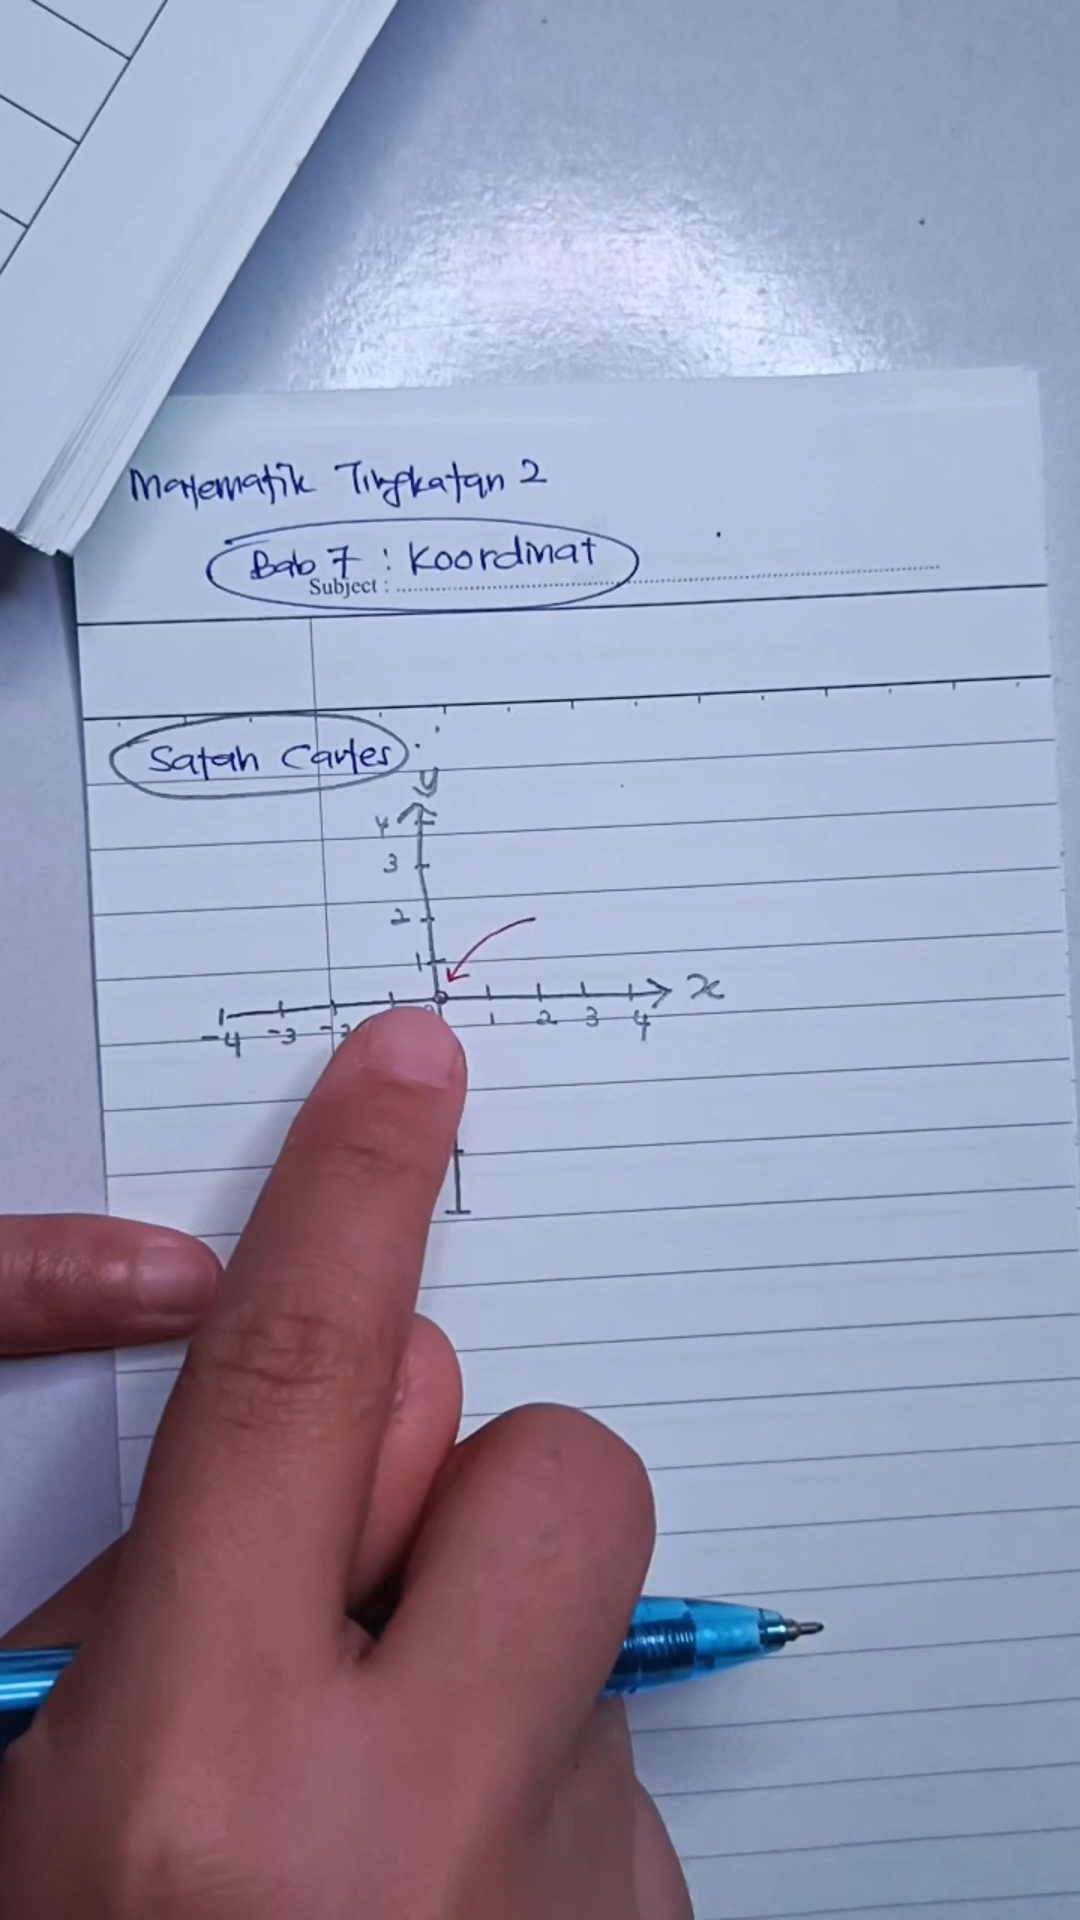 Matematik Tingkatan 2
Bab 7 : Koordinat
Subject :
Satah Cartes
y
4
3
2
1
x
-4 -3 -2 1 2 3 4